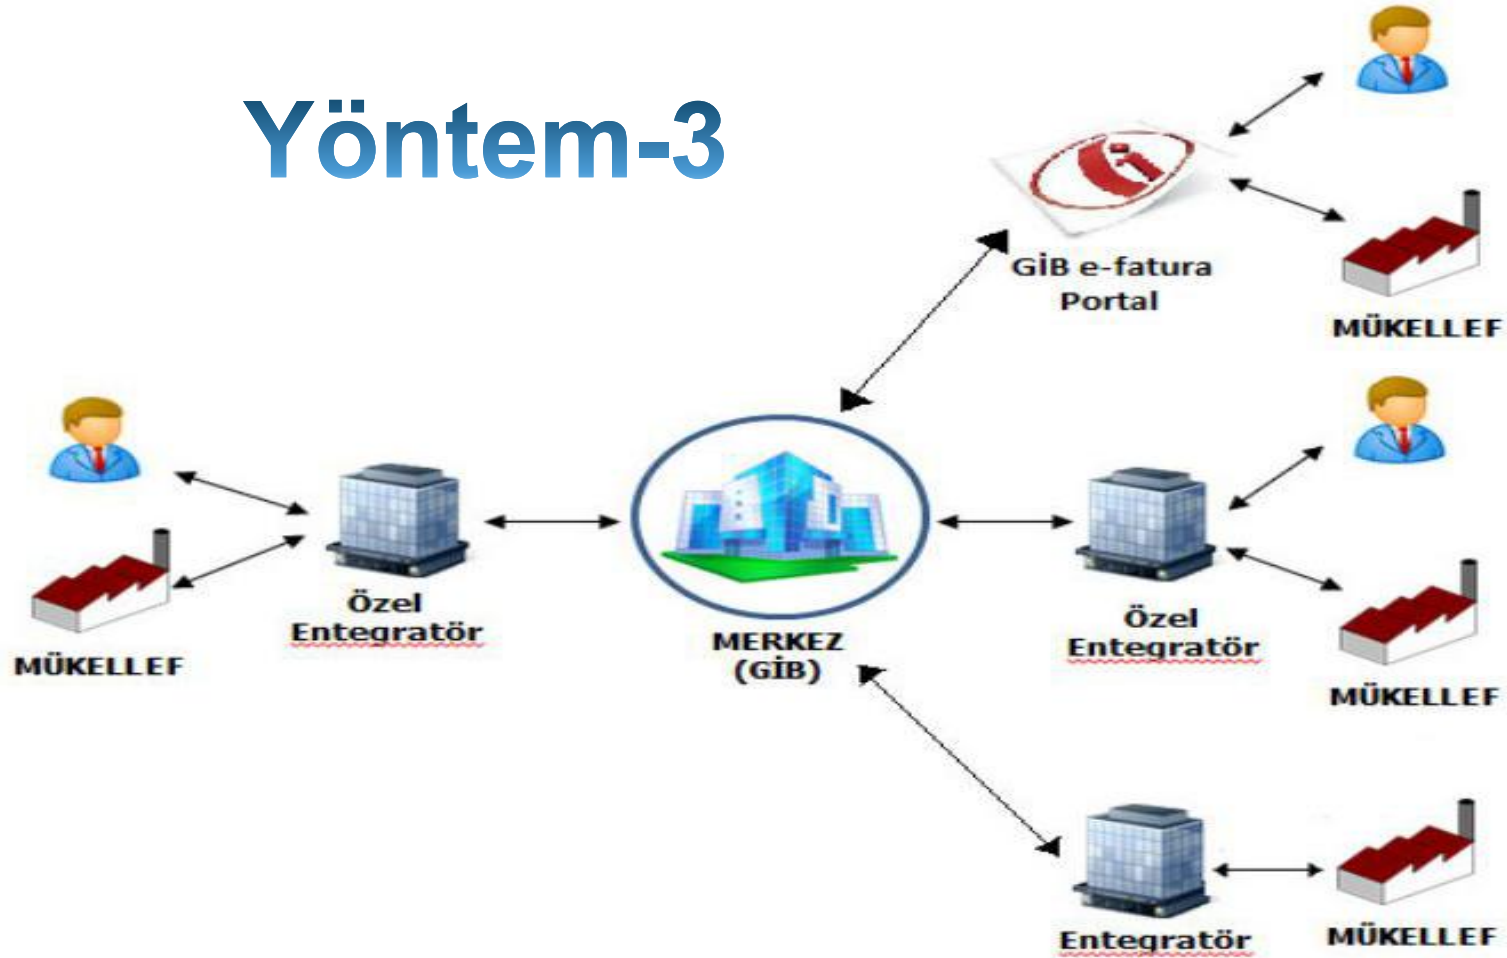 Yöntem-3
GİB e-fatura
Portal
MÜKELLEF
Özel
Entegratör
MÜKELLEF
MERKEZ
(GİB)
Özel
Entegratör
MÜKELLEF
Entegratör
MÜKELLEF